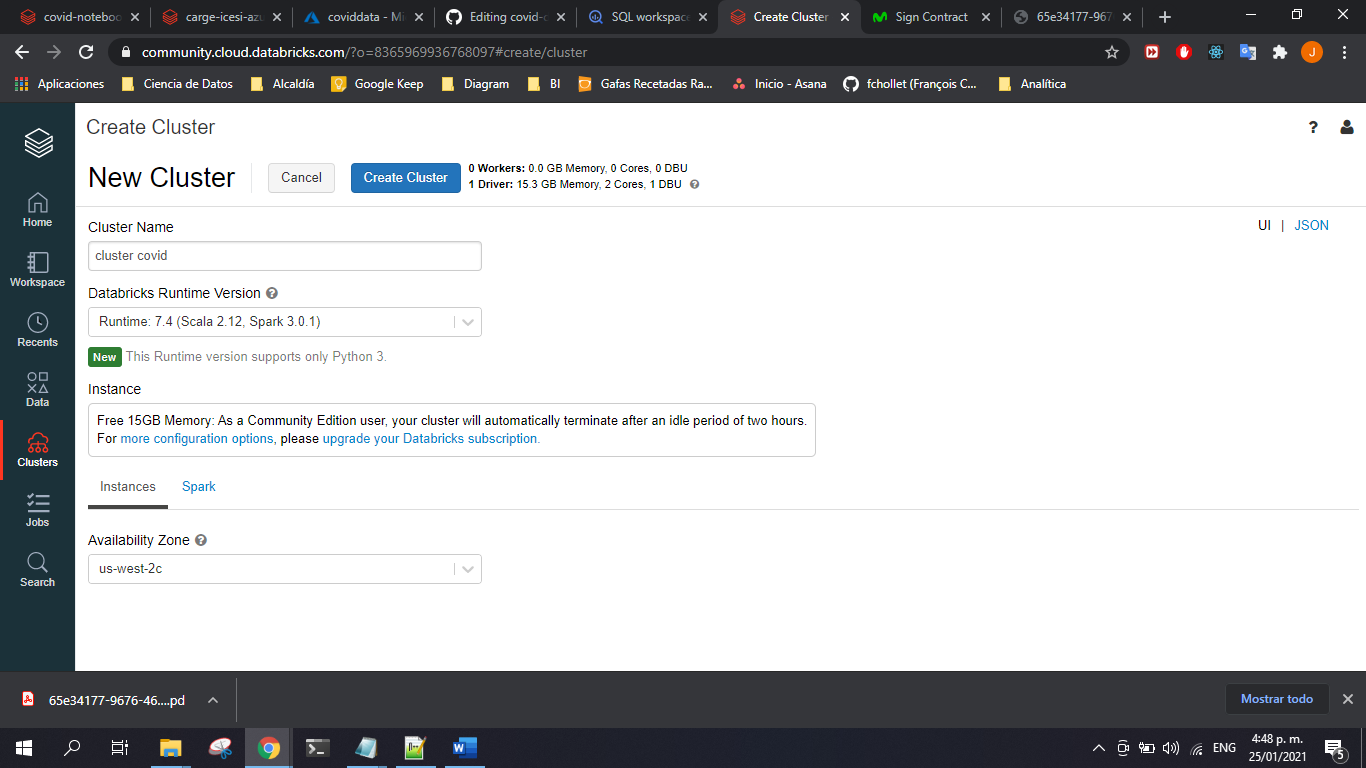 covid-noteboo
carge-icesi-azu
coviddata - Mi
Editing covid-c
SQL workspace
Create Cluster
Sign Contract
65e34177-967
community.cloud.databricks.com/?o=8365969936768097#create/cluster
J
Aplicaciones
Ciencia de Datos
Alcaldía
Google Keep
Diagram
BI
Gafas Recetadas Ra...
Inicio - Asana
fchollet (François C...
Analítica
Create Cluster
?
New Cluster
Cancel
Create Cluster
0 Workers: 0.0 GB Memory, 0 Cores, 0 DBU
1 Driver: 15.3 GB Memory, 2 Cores, 1 DBU ?
Home
Workspace
Recents
Data
Clusters
Jobs
Search
UI | JSON
Cluster Name
cluster covid
Databricks Runtime Version ?
Runtime: 7.4 (Scala 2.12, Spark 3.0.1)
New This Runtime version supports only Python 3.
Instance
Free 15GB Memory: As a Community Edition user, your cluster will automatically terminate after an idle period of two hours.
For more configuration options, please upgrade your Databricks subscription.
Instances
Spark
Availability Zone ?
us-west-2c
65e34177-9676-46....pd
Mostrar todo
ENG
4:48 p. m.
25/01/2021
5